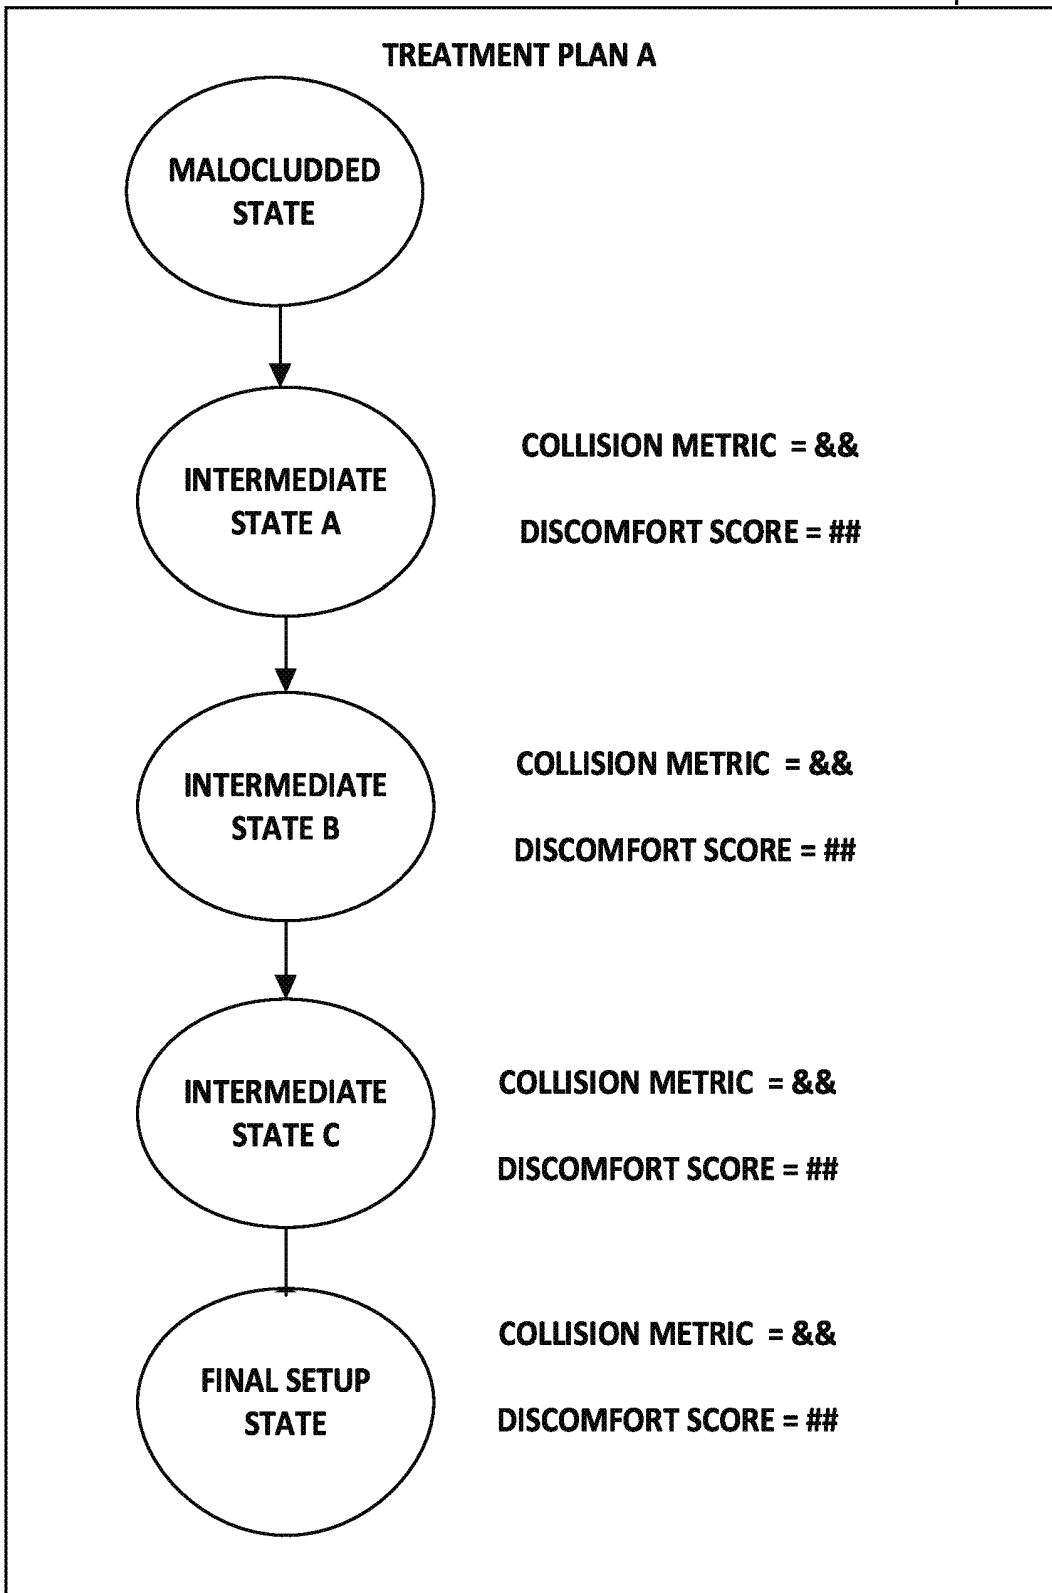 TREATMENT PLAN A
MALOCLUDDED
STATE
INTERMEDIATE
STATE A
COLLISION METRIC = &&
DISCOMFORT SCORE = ##
INTERMEDIATE
STATE B
COLLISION METRIC = &&
DISCOMFORT SCORE = ##
INTERMEDIATE
STATE C
COLLISION METRIC = &&
DISCOMFORT SCORE = ##
FINAL SETUP
STATE
COLLISION METRIC = &&
DISCOMFORT SCORE = ##